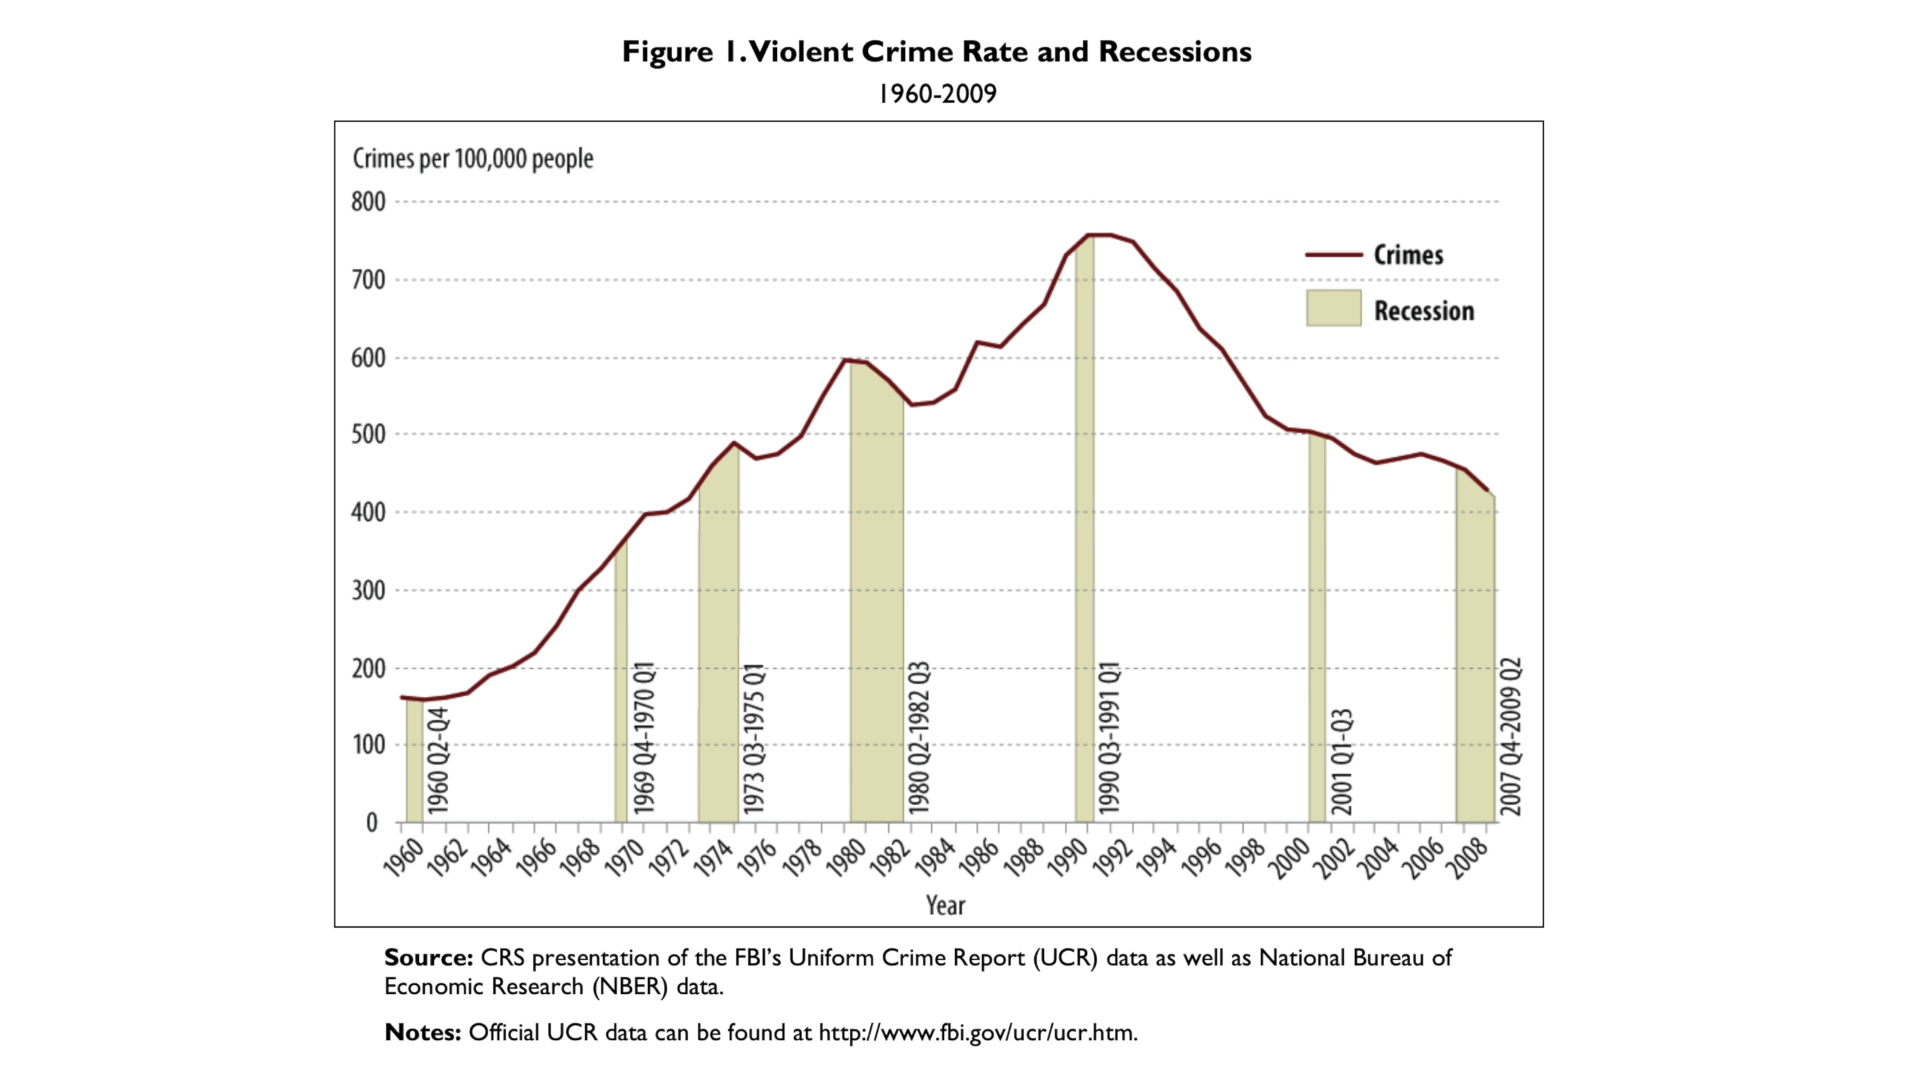 Figure 1. Violent Crime Rate and Recessions
1960-2009
Crimes per 100,000 people
800
700
600
500
400
300
200
100
0
Crimes
Recession
1960 Q2-Q4
1969 Q4-1970 Q1
1973 Q3-1975 Q1
1980 Q2-1982 Q3
1990 Q3-1991 Q1
2001 Q1-Q3
2007 Q4-2009 Q2
1960
1962
1964
1966
1968
1970
1972
1974
1976
1978
1980
1982
1984
1986
1988
1990
1992
1994
1996
1998
2000
2002
2004
2006
2008
Year
Source: CRS presentation of the FBI’s Uniform Crime Report (UCR) data as well as National Bureau of
Economic Research (NBER) data.
Notes: Official UCR data can be found at http://www.fbi.gov/ucr/ucr.htm.